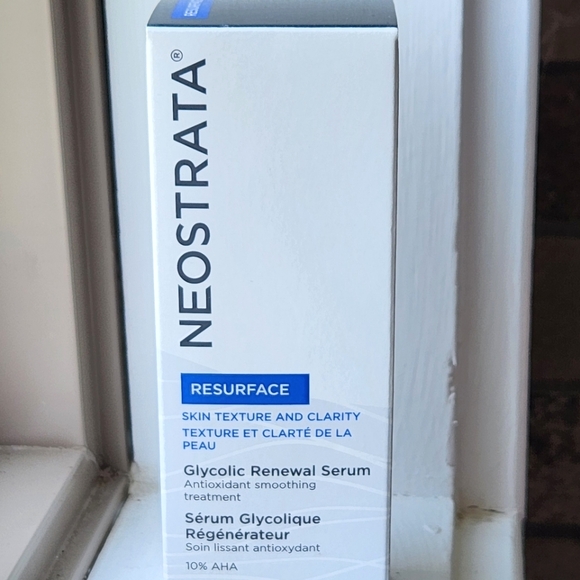 RESURFACE
NEOSTRATA®
RESURFACE
SKIN TEXTURE AND CLARITY
TEXTURE ET CLARTÉ DE LA
PEAU
Glycolic Renewal Serum
Antioxidant smoothing
treatment
Sérum Glycolique
Régénérateur
Soin lissant antioxydant
10% AHA